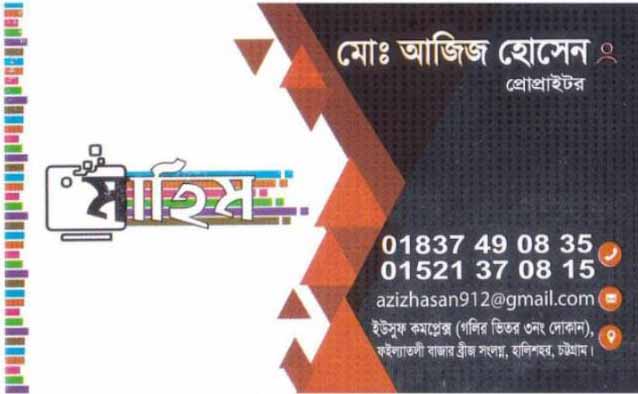 মোঃ আজিজ হোসেন
প্রোপ্রাইটর
মাহিম
01837 49 08 35
01521 37 08 15
azizhasan912@gmail.com
ইউসুফ কমপ্লেক্স (গলির ভিতর ৩নং দোকান),
ফইল্যাতলী বাজার ব্রীজ সংলগ্ন, হালিশহর, চট্টগ্রাম।